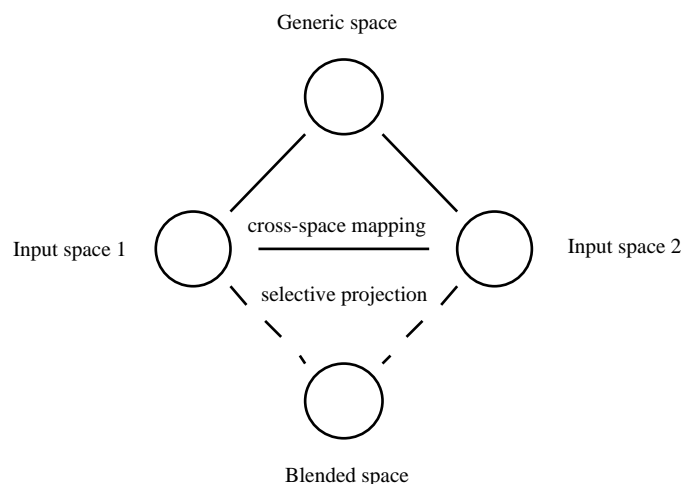 Generic space
cross-space mapping
Input space 1
Input space 2
selective projection
Blended space